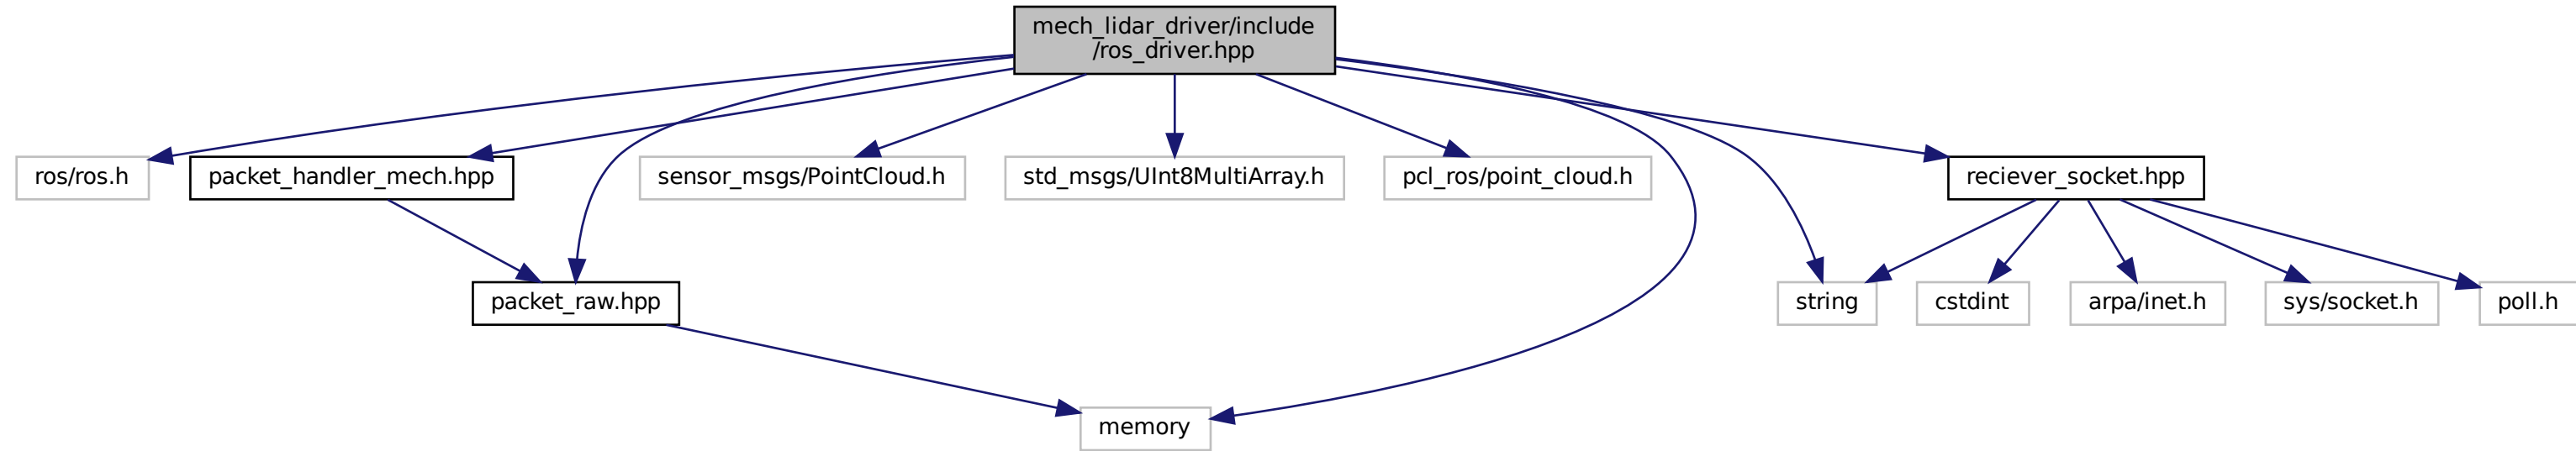 mech_lidar_driver/include
/ros_driver.hpp
ros/ros.h
packet_handler_mech.hpp
sensor_msgs/PointCloud.h
std_msgs/UInt8MultiArray.h
pcl_ros/point_cloud.h
reciever_socket.hpp
packet_raw.hpp
string
cstdint
arpa/inet.h
sys/socket.h
poll.h
memory